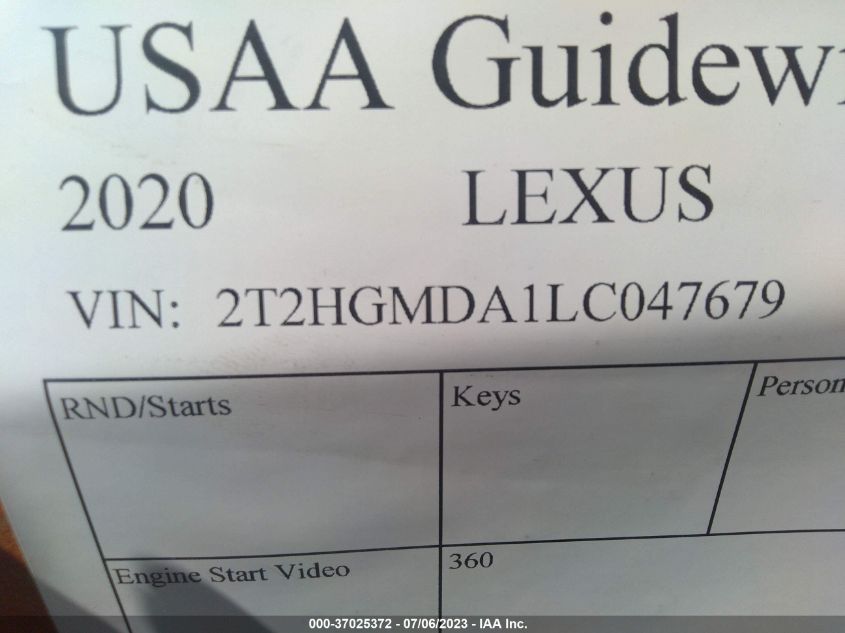 USAA Guidewi
2020 LEXUS
VIN: 2T2HGMDA1LC047679
RND/Starts Keys Person
Engine Start Video 360
000-37025372 - 07/06/2023 - IAA Inc.